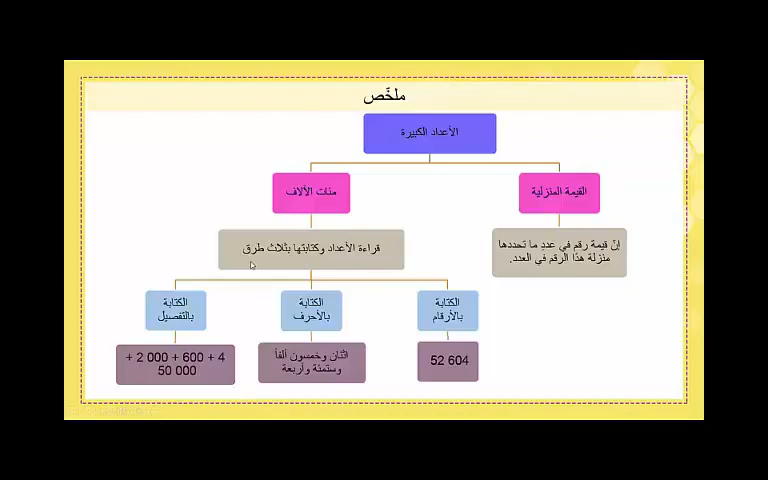 ملخّص
الأعداد الكبيرة
القيمة المنزلية
مئات الآلاف
إنّ قيمة رقم في عددٍ ما تحددها
منزلة هذا الرقم في العدد.
قراءة الأعداد وكتابتها بثلاث طرق
الكتابة
بالأرقام
الكتابة
بالأحرف
الكتابة
بالتفصيل
52 604
اثنان وخمسون ألفاً
وستمئة وأربعة
4 + 600 + 2 000 +
50 000